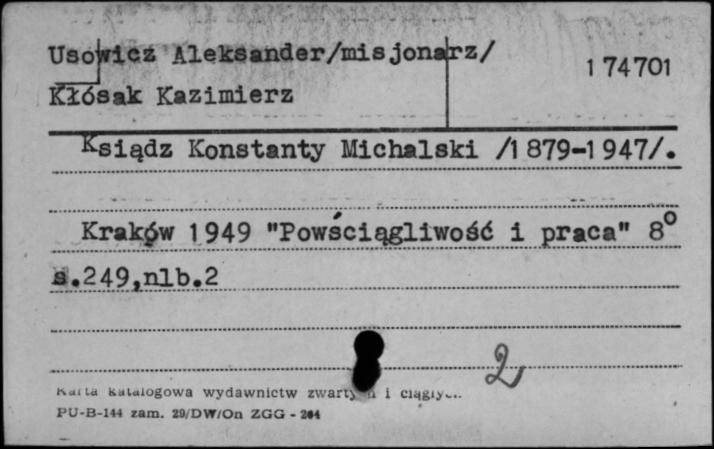 Usowicz Aleksander/misjonarz/ 174701
Kłósak Kazimierz
Ksiądz Konstanty Michalski /1879-1947/.
Kraków 1949 "Powściągliwość i praca" 8°
s.249,nlb.2
2
Karta katalogowa wydawnictw zwartych i ciągłych
PU-B-144 zam. 29/DW/On ZGG - 264